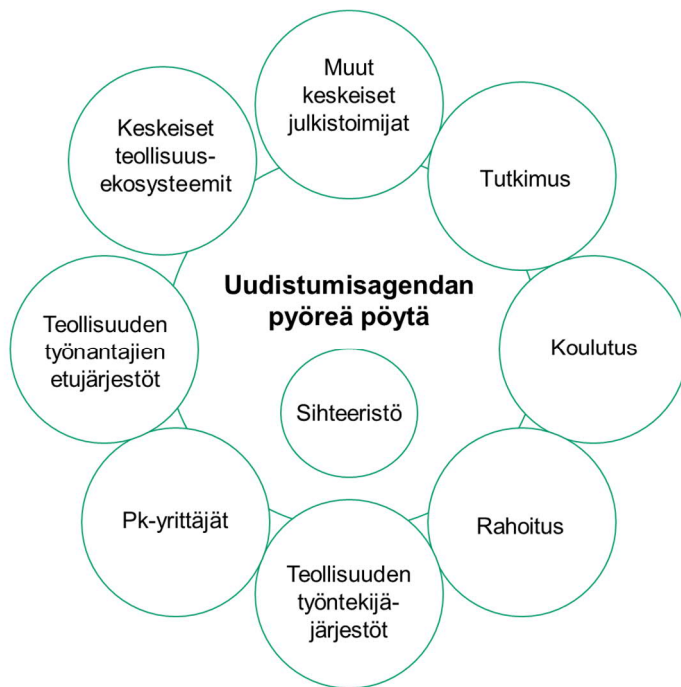 Muut
keskeiset
julkistoimijat
Tutkimus
Koulutus
Rahoitus
Teollisuuden
työntekijä-
järjestöt
Pk-yrittäjät
Teollisuuden
työnantajien
etujärjestöt
Keskeiset
teollisuus-
ekosysteemit
Uudistumisagendan
pyöreä pöytä
Sihteeristö